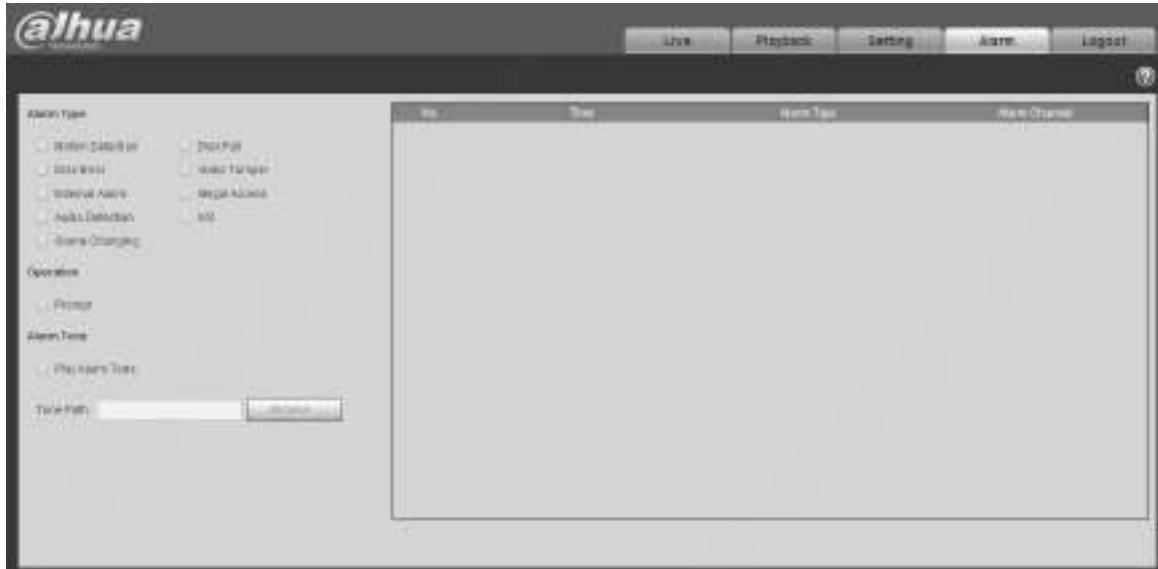 alhua
Live Playback Setting Alarm Logout
Alarm Type
No. Time Alarm Type Alarm Channel
Motion Detection Disk Full
Disk Error Video Tamper
External Alarm Illegal Access
Audio Detection
Scene Changing
Operation
Prompt
Alarm Tone
Play Alarm Tone
Tone Path